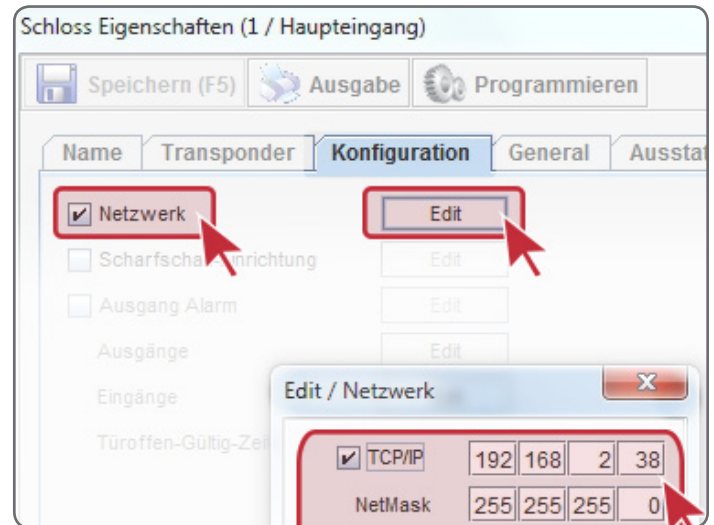 Schloss Eigenschaften (1 / Haupteingang)
Speichern (F5) Ausgabe Programmieren
Name Transponder Konfiguration General
Netzwerk Edit
Edit
Ausgang Alarm Edit
Ausgänge Edit
Eingänge
Edit / Netzwerk
TCP/IP 192 168 2 38
NetMask 255 255 255 0